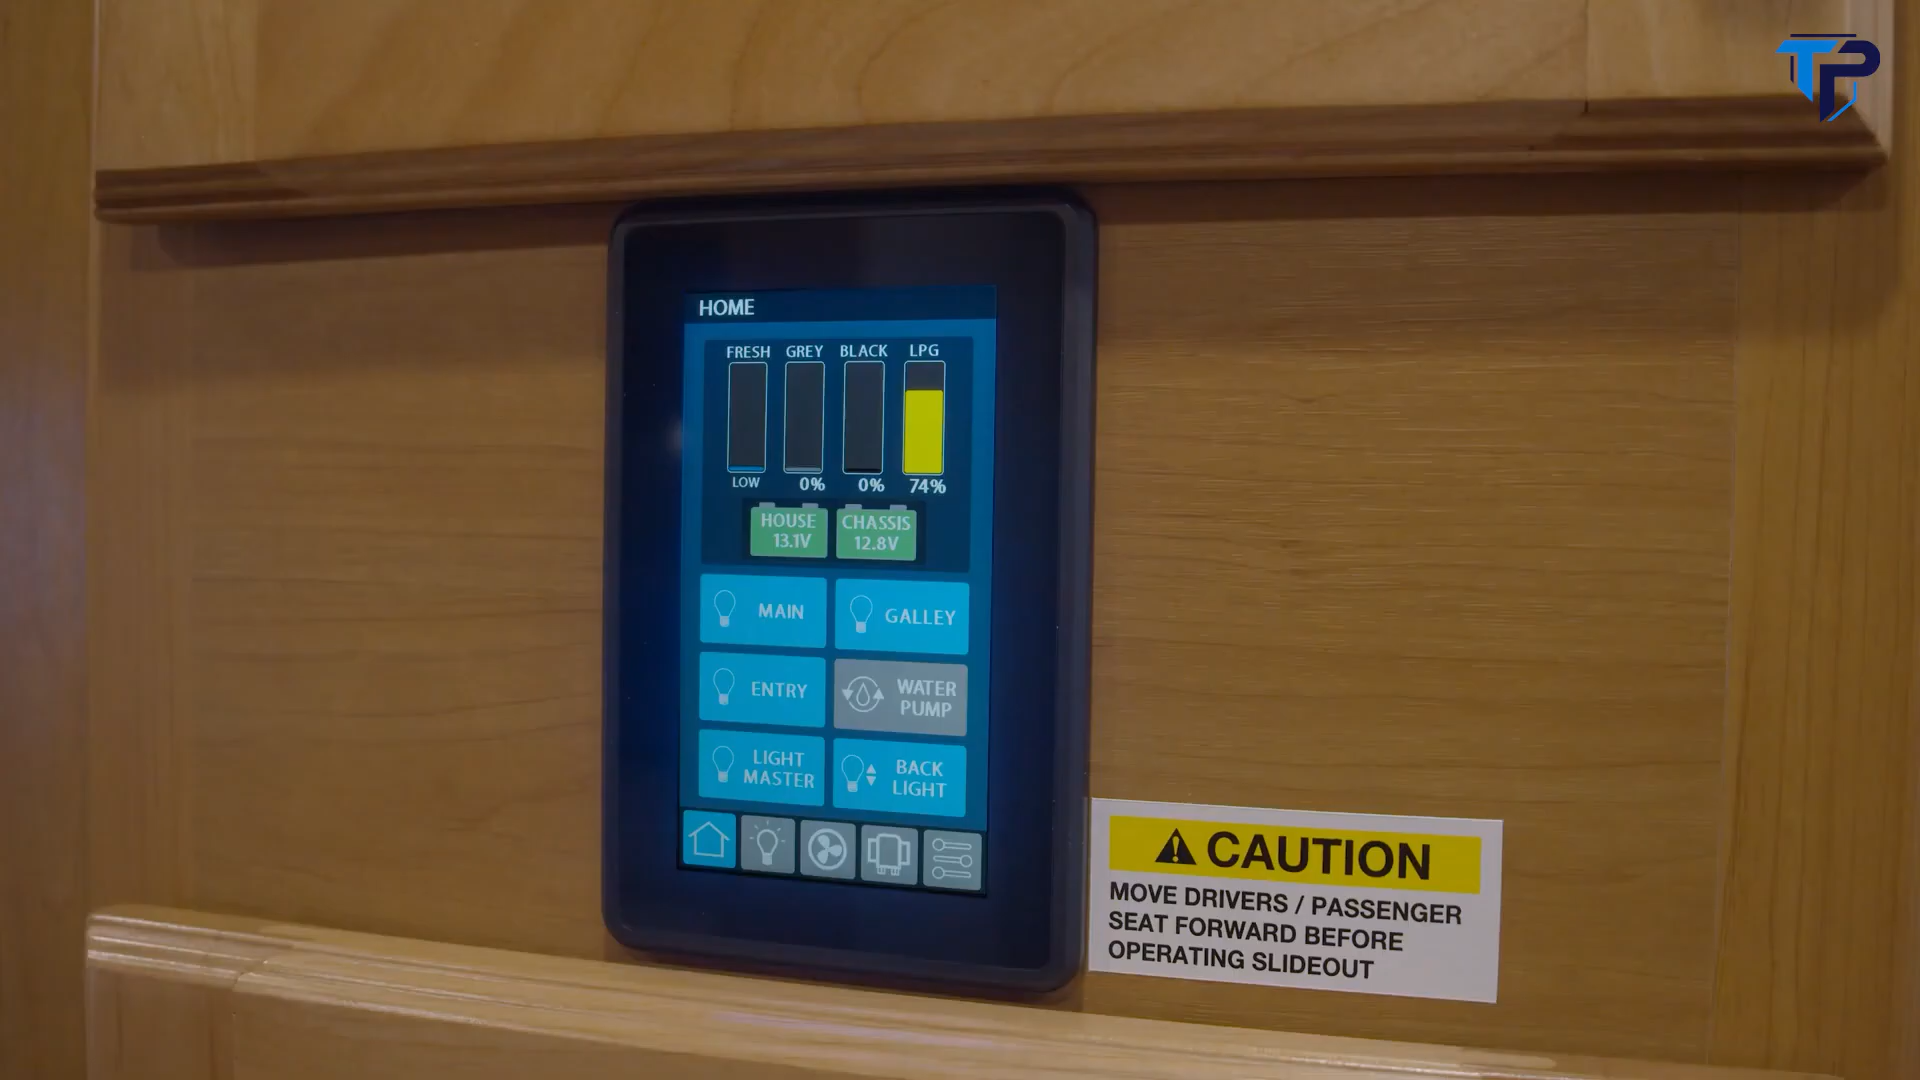 TP
HOME
FRESH GREY BLACK LPG
LOW 0% 0% 74%
HOUSE CHASSIS
13.1V 12.8V
MAIN
GALLEY
ENTRY
WATER
PUMP
LIGHT
MASTER
BACK
LIGHT
CAUTION
MOVE DRIVERS / PASSENGER
SEAT FORWARD BEFORE
OPERATING SLIDEOUT